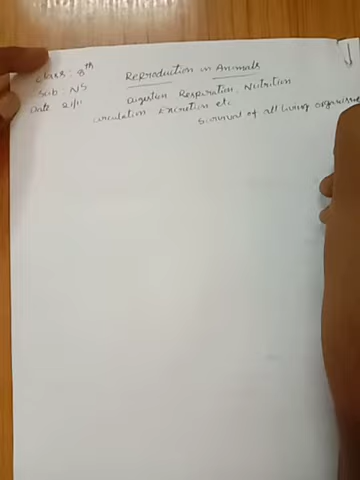 Class: 8th
Reproduction in Animals
Sub: NS
Date 21/11
digestion Respiration, Nutrition
circulation Excretion etc
Survival of all living organisms